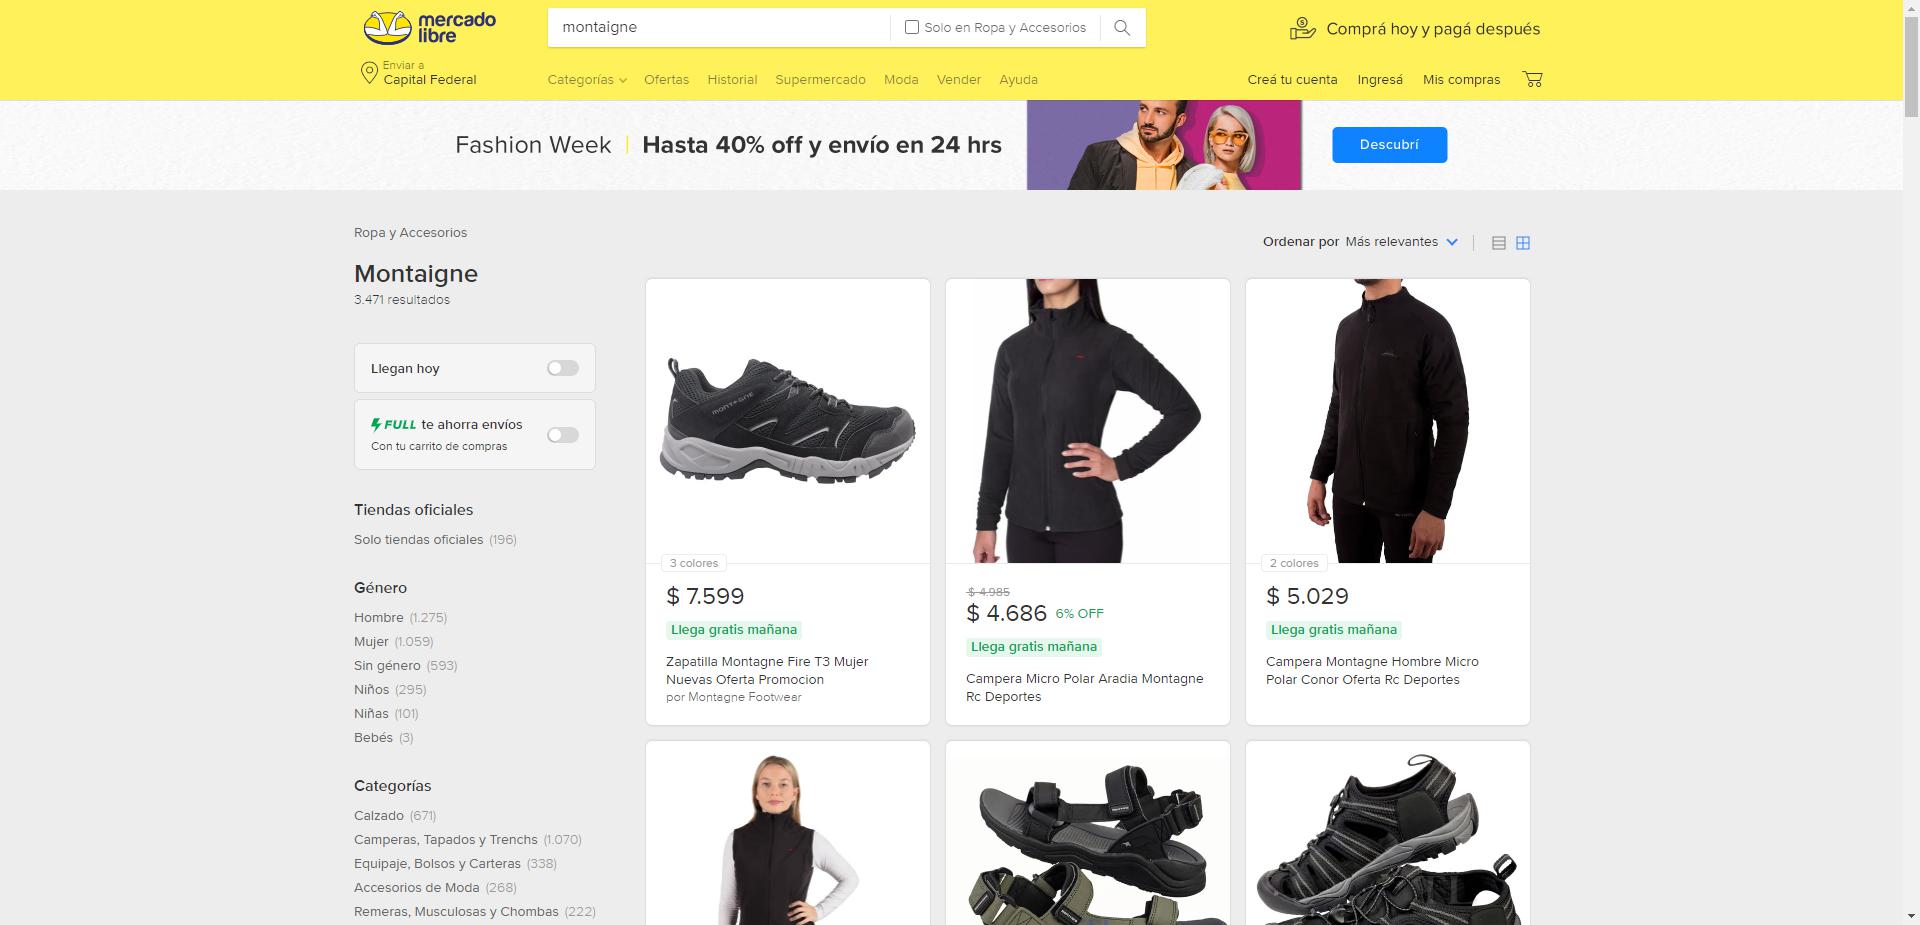 mercado
libre
montaigne
Solo en Ropa y Accesorios
Comprá hoy y pagá después
Enviar a
Capital Federal
Categorías
Ofertas
Historial
Supermercado
Moda
Vender
Ayuda
Creá tu cuenta
Ingresá
Mis compras
Fashion Week | Hasta 40% off y envío en 24 hrs
Descubrí
Ropa y Accesorios
Montaigne
3.471 resultados
Ordenar por Más relevantes
Llegan hoy
FULL te ahorra envíos
Con tu carrito de compras
Tiendas oficiales
Solo tiendas oficiales (196)
Género
Hombre (1.275)
Mujer (1.059)
Sin género (593)
Niños (295)
Niñas (101)
Bebés (3)
Categorías
Calzado (671)
Camperas, Tapados y Trenchs (1.070)
Equipaje, Bolsos y Carteras (338)
Accesorios de Moda (268)
Remeras, Musculosas y Chombas (222)
MONTAGNE
3 colores
$ 7.599
Llega gratis mañana
Zapatilla Montagne Fire T3 Mujer
Nuevas Oferta Promocion
por Montagne Footwear
$ 4.985
$ 4.686 6% OFF
Llega gratis mañana
Campera Micro Polar Aradia Montagne
Rc Deportes
2 colores
$ 5.029
Llega gratis mañana
Campera Montagne Hombre Micro
Polar Conor Oferta Rc Deportes